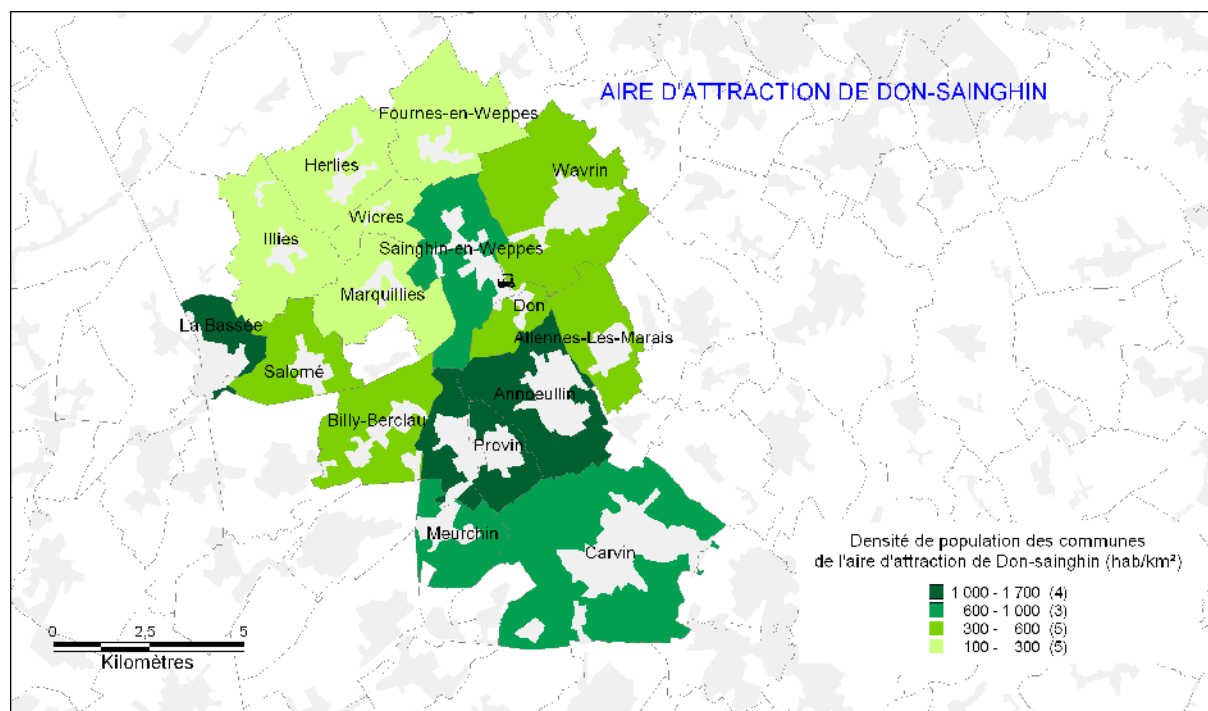 AIRE D'ATTRACTION DE DON-SAINGHIN
Fournes-en-Weppes
Herlies
Wavrin
Wicres
Illies
Sainghin-en-Weppes
Marquillies
Don
La Bassée
Allennes-Les-Marais
Salomé
Annoeullin
Billy-Berclau
Provin
Meurchin
Carvin
Densité de population des communes
de l'aire d'attraction de Don-sainghin (hab/km²)
1 000 - 1 700 (4)
600 - 1 000 (3)
300 - 600 (5)
100 - 300 (5)
0 2,5 5
Kilomètres